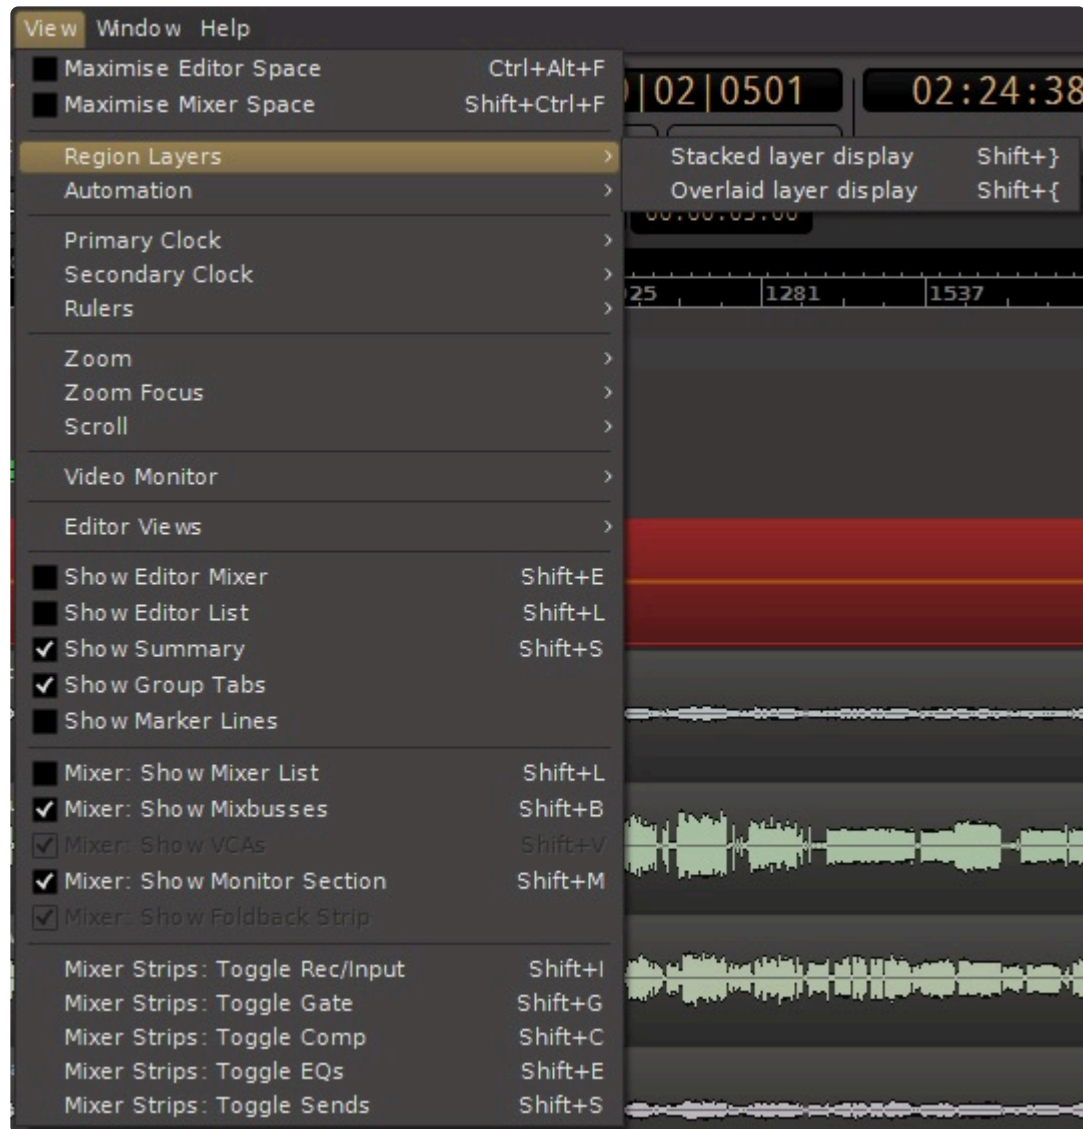 View Window Help
Maximise Editor Space Ctrl+Alt+F
Maximise Mixer Space Shift+Ctrl+F
|02|0501 02:24:38
Region Layers
Stacked layer display Shift+}
Automation
Overlaid layer display Shift+{
Primary Clock
Secondary Clock
1281 1537
Rulers
Zoom
Zoom Focus
Scroll
Video Monitor
Editor Views
Show Editor Mixer Shift+E
Show Editor List Shift+L
Show Summary Shift+S
Show Group Tabs
Show Marker Lines
Mixer: Show Mixer List Shift+L
Mixer: Show Mixbusses Shift+B
Mixer: Show VCAs Shift+V
Mixer: Show Monitor Section Shift+M
Mixer: Show Foldback Strip
Mixer Strips: Toggle Rec/Input Shift+I
Mixer Strips: Toggle Gate Shift+G
Mixer Strips: Toggle Comp Shift+C
Mixer Strips: Toggle EQs Shift+E
Mixer Strips: Toggle Sends Shift+S